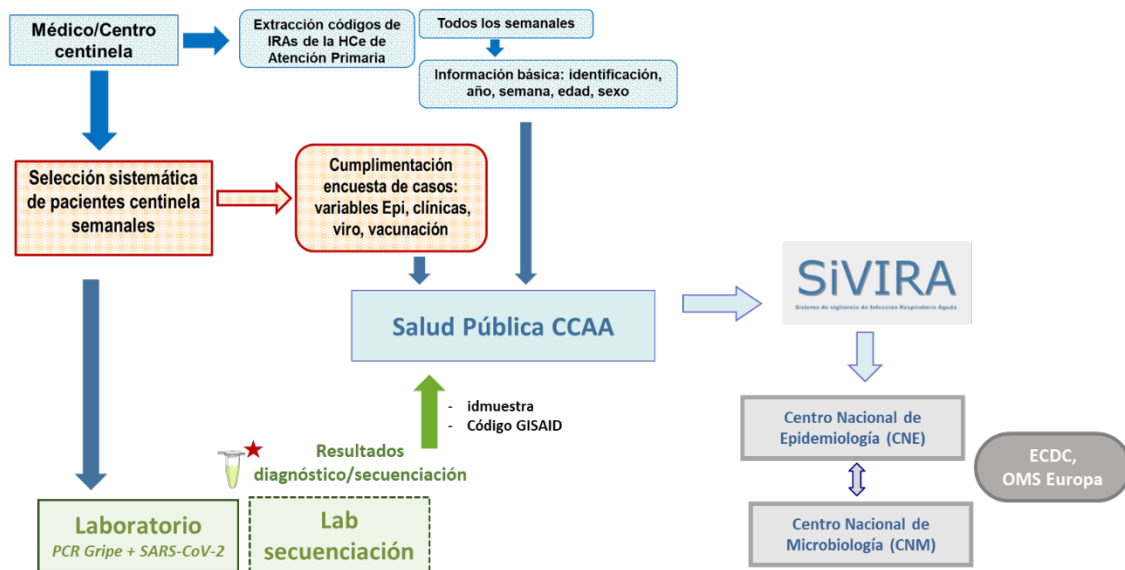 Médico/Centro
centinela
Extracción códigos de
IRAs de la HCe de
Atención Primaria
Todos los semanales
Información básica: identificación,
año, semana, edad, sexo
Selección sistemática
de pacientes centinela
semanales
Cumplimentación
encuesta de casos:
variables Epi, clínicas,
viro, vacunación
SiVIRA
Sistema de vigilancia de Infección Respiratoria Aguda
Salud Pública CCAA
- idmuestra
- Código GISAID
Resultados
diagnóstico/secuenciación
Centro Nacional de
Epidemiología (CNE)
ECDC,
OMS Europa
Laboratorio
PCR Gripe + SARS-CoV-2
Lab
secuenciación
Centro Nacional de
Microbiología (CNM)